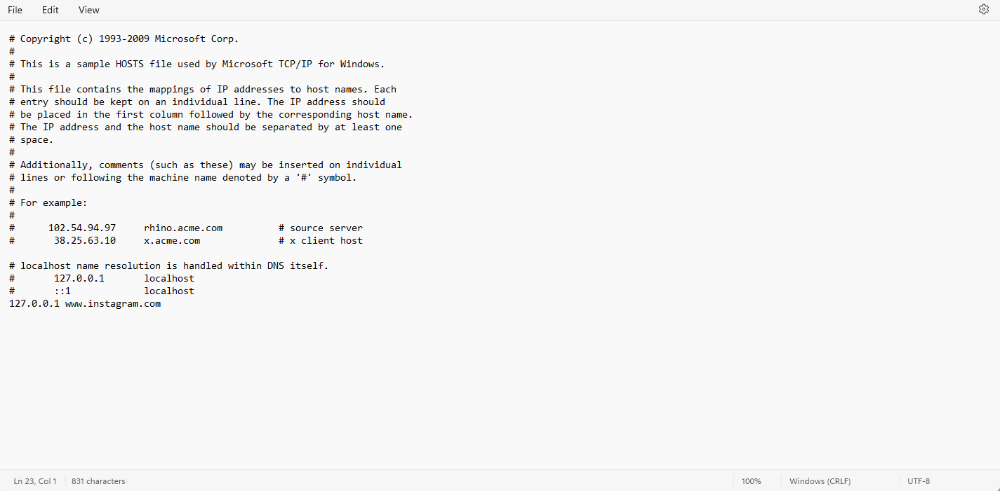 File Edit View
# Copyright (c) 1993-2009 Microsoft Corp.
#
# This is a sample HOSTS file used by Microsoft TCP/IP for Windows.
#
# This file contains the mappings of IP addresses to host names. Each
# entry should be kept on an individual line. The IP address should
# be placed in the first column followed by the corresponding host name.
# The IP address and the host name should be separated by at least one
# space.
#
# Additionally, comments (such as these) may be inserted on individual
# lines or following the machine name denoted by a '#' symbol.
#
# For example:
#
#      102.54.94.97     rhino.acme.com          # source server
#       38.25.63.10     x.acme.com              # x client host

# localhost name resolution is handled within DNS itself.
#       127.0.0.1       localhost
#       ::1             localhost
127.0.0.1 www.instagram.com
Ln 23, Col 1 831 characters 100% Windows (CRLF) UTF-8